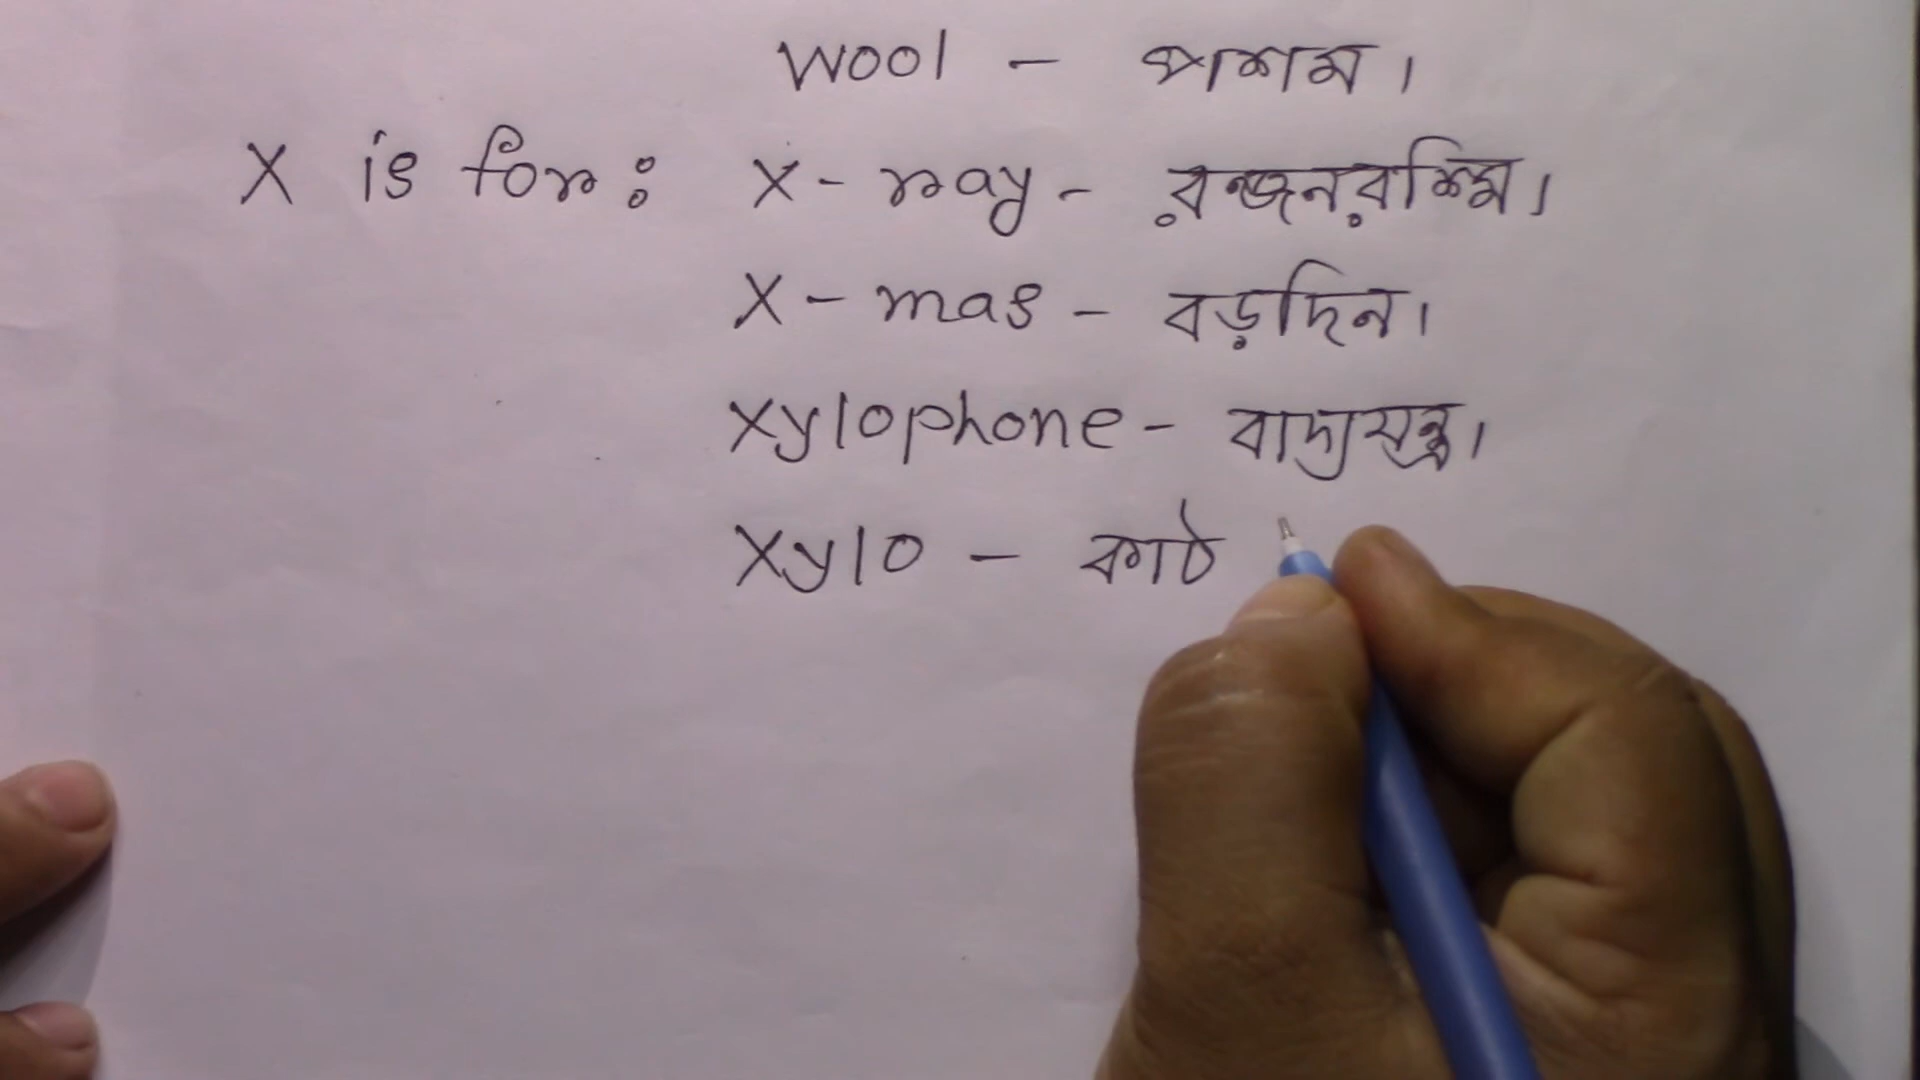 wool - পশম।
X is for: X-ray - রঞ্জনরশ্মি।
X-mas - বড়দিন।
Xylophone - বাদ্যযন্ত্র।
Xylo - কাঠ